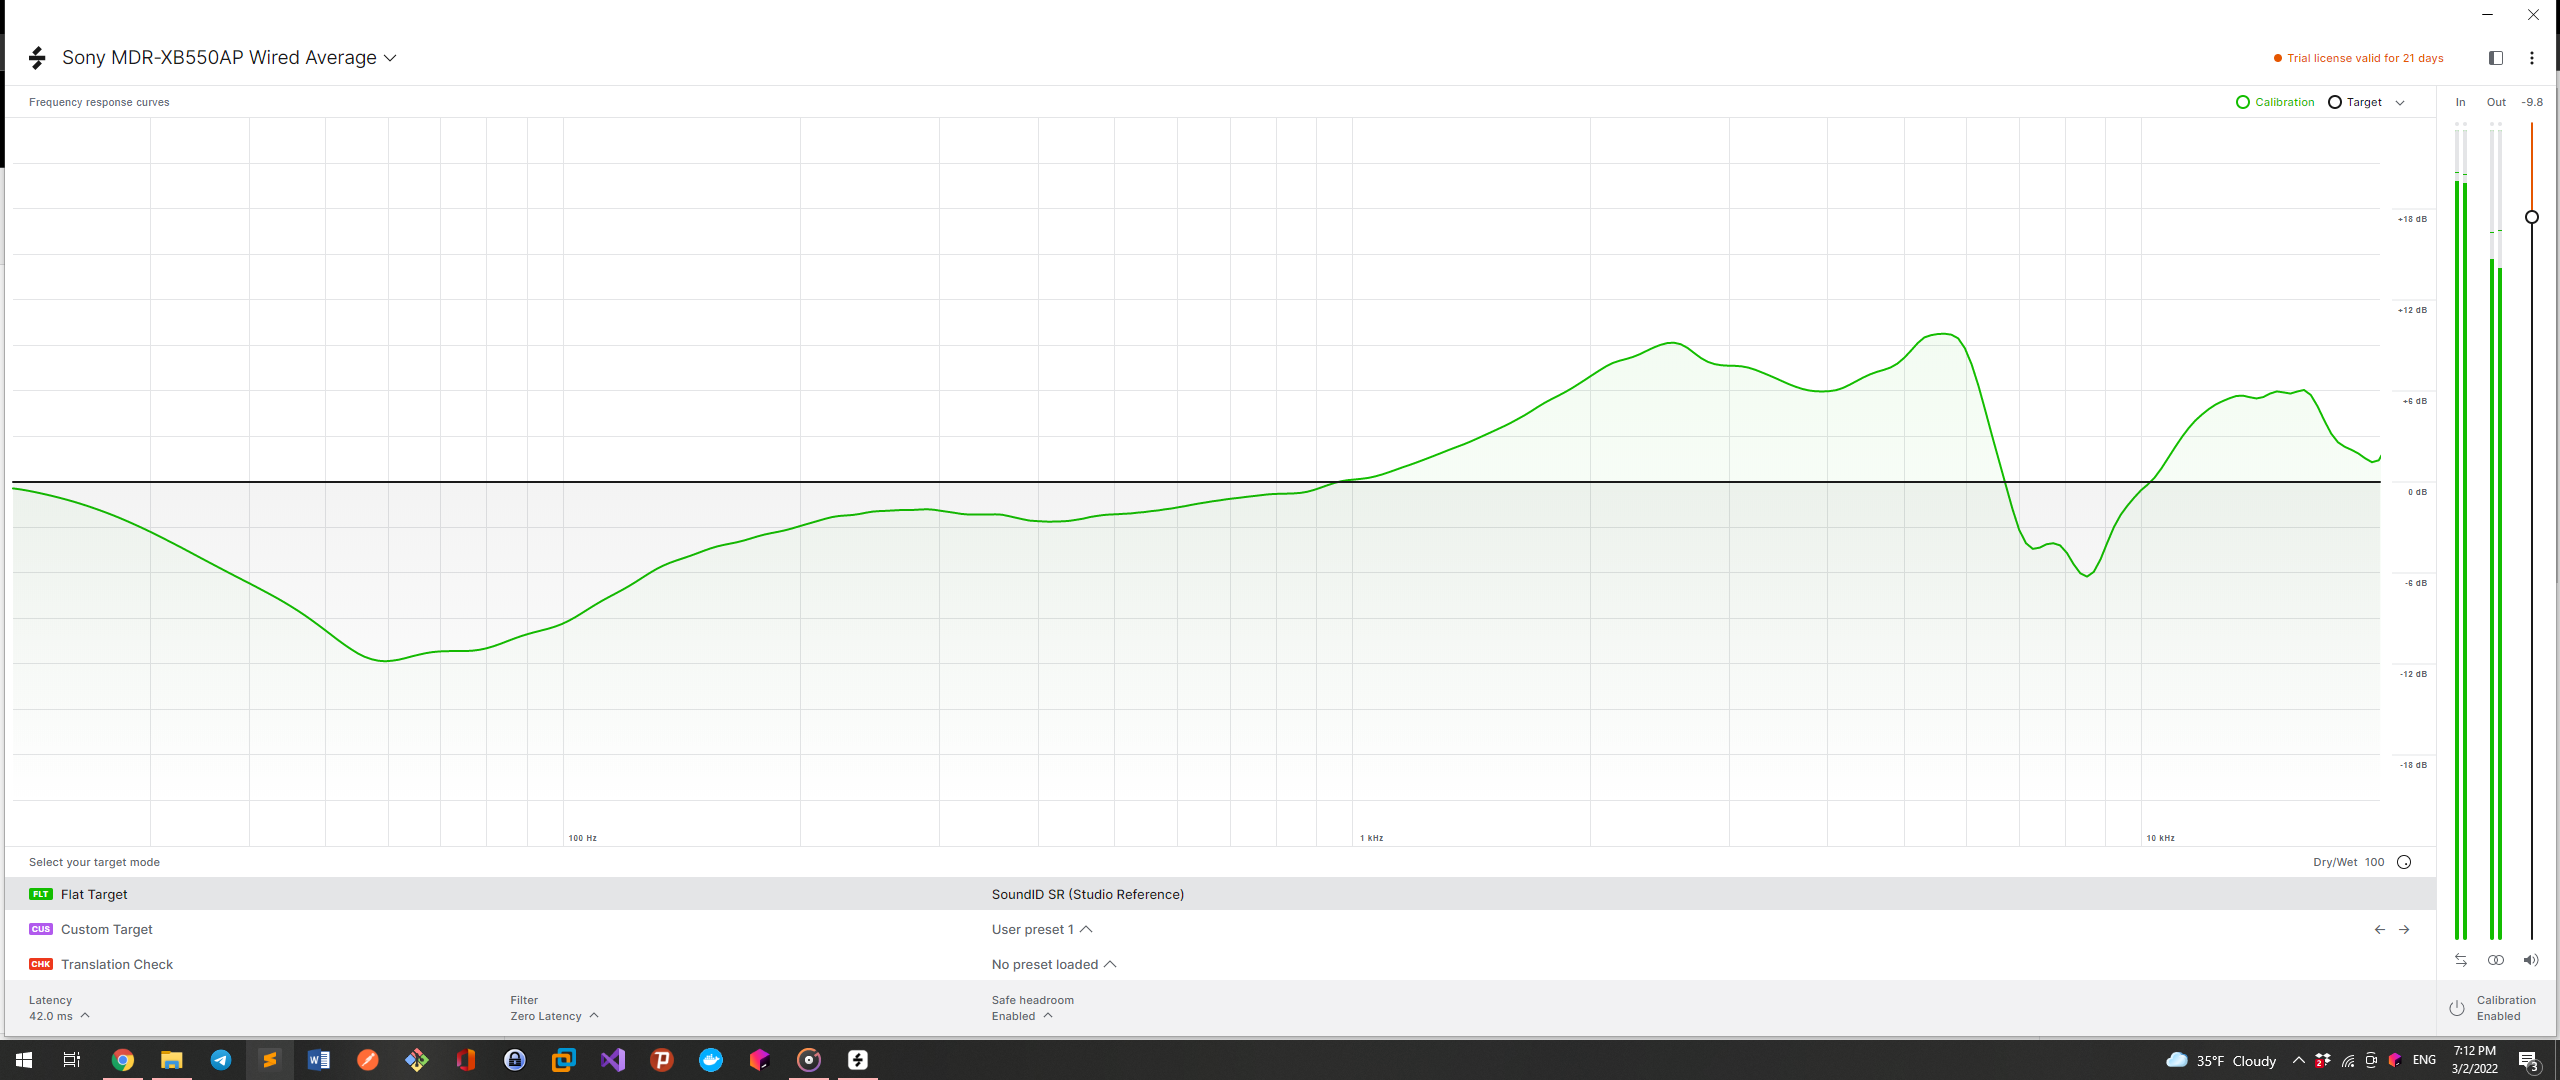 Sony MDR-XB550AP Wired Average
Trial license valid for 21 days
Frequency response curves
Calibration
Target
In
Out
-9.8
+18 dB
+12 dB
+6 dB
0 dB
-6 dB
-12 dB
-18 dB
100 Hz
1 kHz
10 kHz
Select your target mode
Dry/Wet 100
FLT Flat Target
SoundID SR (Studio Reference)
CUS Custom Target
User preset 1
CHK Translation Check
No preset loaded
Latency
42.0 ms
Filter
Zero Latency
Safe headroom
Enabled
Calibration
Enabled
35°F Cloudy
2
ENG
7:12 PM
3/2/2022
3